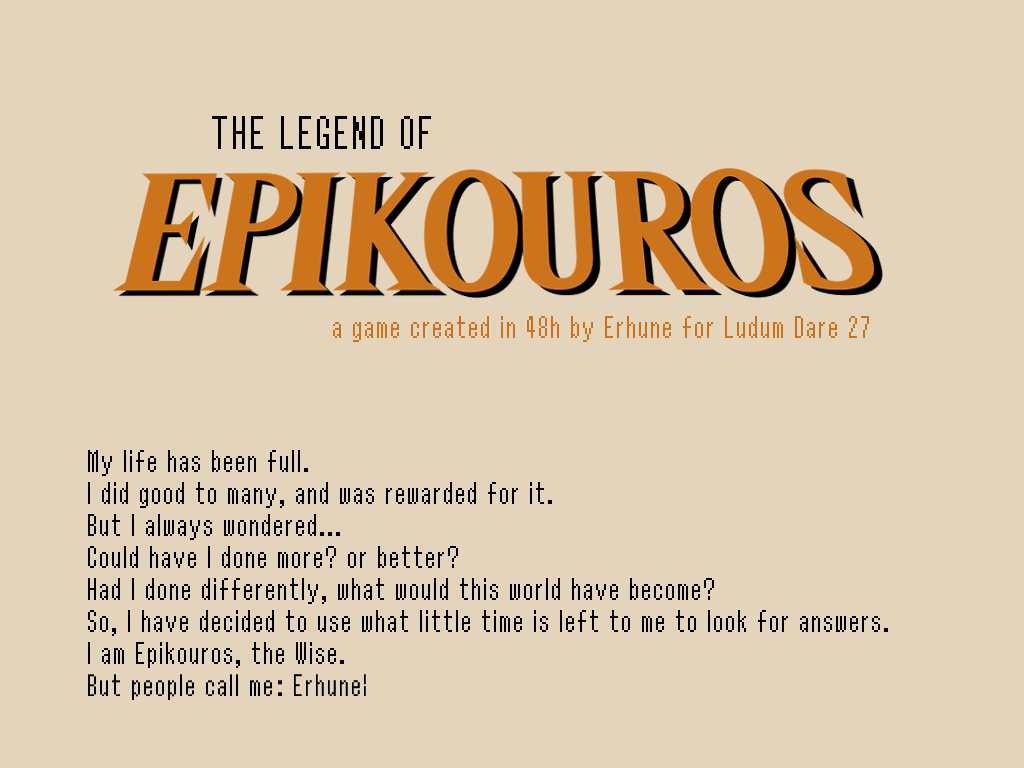 THE LEGEND OF
EPIKOUROS
a game created in 48h by Erhune for Ludum Dare 27
My life has been full.
I did good to many, and was rewarded for it.
But I always wondered...
Could have I done more? or better?
Had I done differently, what would this world have become?
So, I have decided to use what little time is left to me to look for answers.
I am Epikouros, the Wise.
But people call me: Erhune!